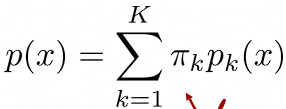 p(x) = \sum_{k=1}^{K} \pi_k p_k(x)